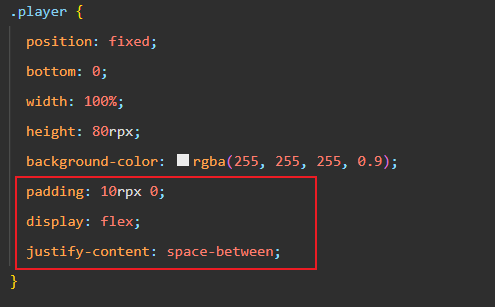 .player {
position: fixed;
bottom: 0;
width: 100%;
height: 80rpx;
background-color: rgba(255, 255, 255, 0.9);
padding: 10rpx 0;
display: flex;
justify-content: space-between;
}